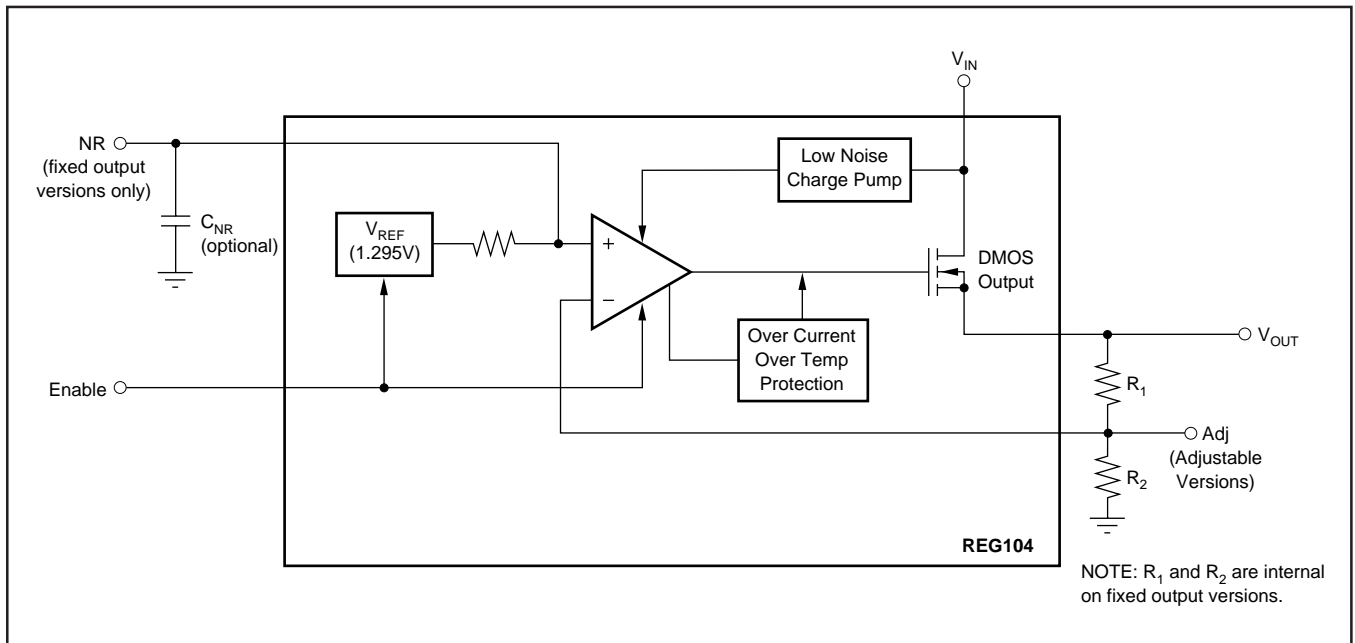 V_IN
NR
(fixed output
versions only)
C_NR
(optional)
V_REF
(1.295V)
+
−
Low Noise
Charge Pump
DMOS
Output
Over Current
Over Temp
Protection
V_OUT
R_1
Enable
Adj
(Adjustable
Versions)
R_2
REG104
NOTE: R_1 and R_2 are internal
on fixed output versions.